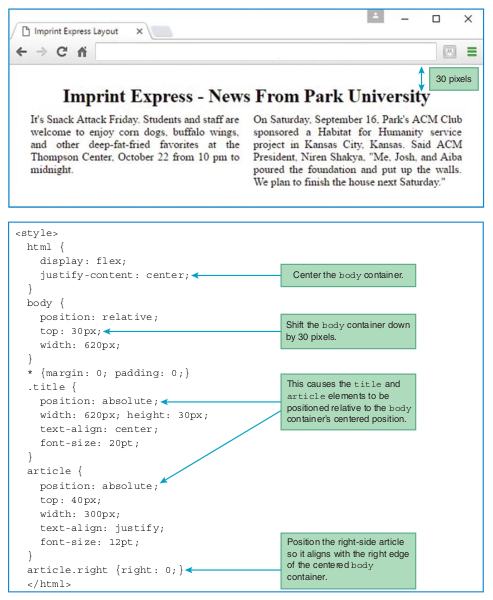 Imprint Express Layout
30 pixels
Imprint Express - News From Park University
It's Snack Attack Friday. Students and staff are
welcome to enjoy corn dogs, buffalo wings,
and other deep-fat-fried favorites at the
Thompson Center, October 22 from 10 pm to
midnight.
On Saturday, September 16, Park's ACM Club
sponsored a Habitat for Humanity service
project in Kansas City, Kansas. Said ACM
President, Niren Shakya, "Me, Josh, and Aiba
poured the foundation and put up the walls.
We plan to finish the house next Saturday."
<style>
html {
display: flex;
justify-content: center;
Center the body container.
}
body {
position: relative;
top: 30px;
Shift the body container down
by 30 pixels.
width: 620px;
}
* {margin: 0; padding: 0;}
.title {
position: absolute;
width: 620px; height: 30px;
text-align: center;
font-size: 20pt;
}
This causes the title and
article elements to be
positioned relative to the body
container's centered position.
article {
position: absolute;
top: 40px;
width: 300px;
text-align: justify;
font-size: 12pt;
}
article.right {right: 0;}
Position the right-side article
so it aligns with the right edge
of the centered body
container.
</html>